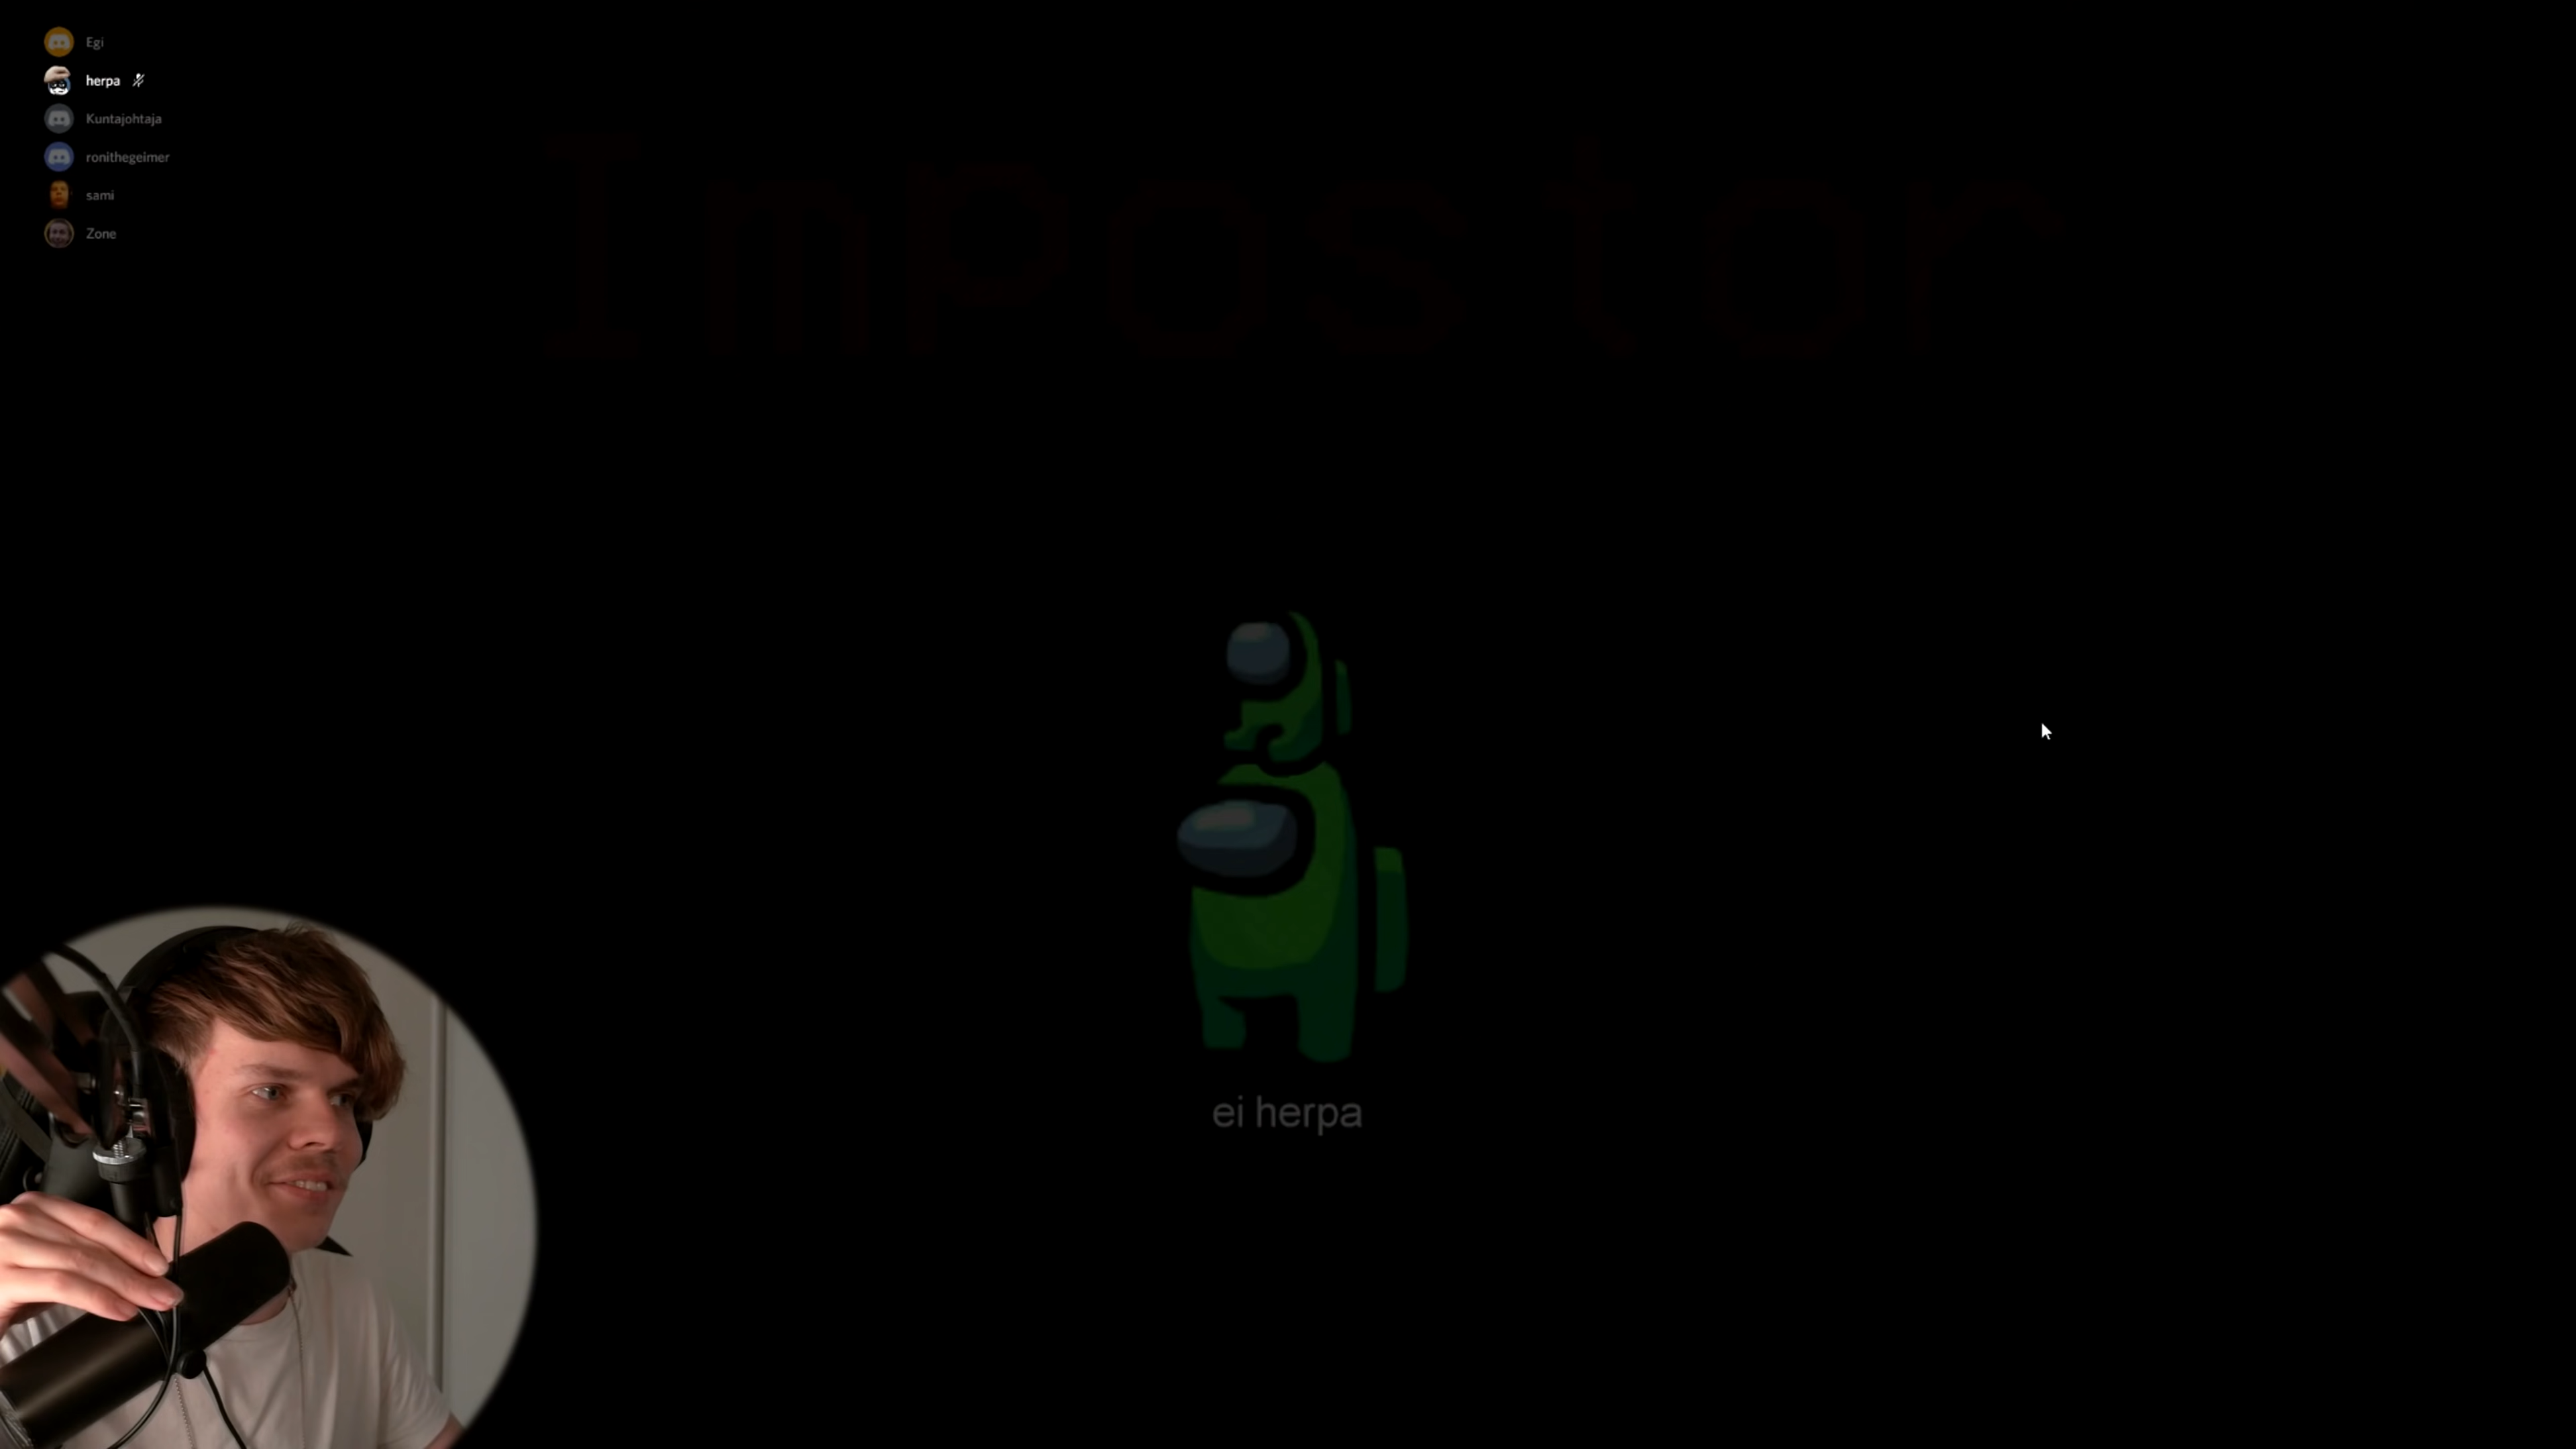 Egi
herpa
Kuntajohtaja
ronithegeimer
sami
Zone
Impostor
ei herpa